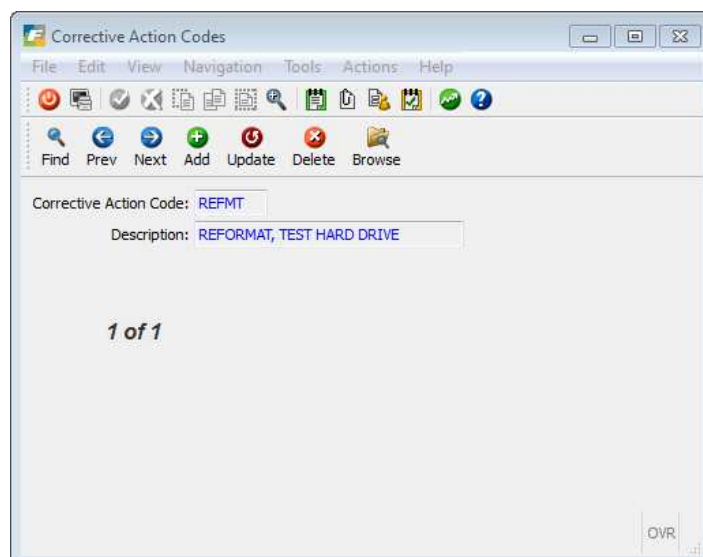 Corrective Action Codes
File Edit View Navigation Tools Actions Help
Find Prev Next Add Update Delete Browse
Corrective Action Code: REFMT
Description: REFORMAT, TEST HARD DRIVE
1 of 1
OVR